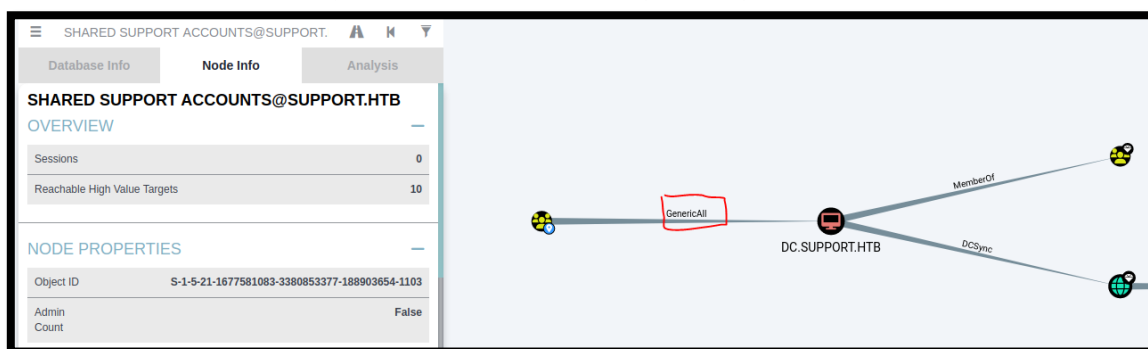 SHARED SUPPORT ACCOUNTS@SUPPORT.
Database Info Node Info Analysis
SHARED SUPPORT ACCOUNTS@SUPPORT.HTB
OVERVIEW
Sessions 0
Reachable High Value Targets 10
NODE PROPERTIES
Object ID S-1-5-21-1677581083-3380853377-188903654-1103
Admin Count False
GenericAll
DC.SUPPORT.HTB
MemberOf
DCSync